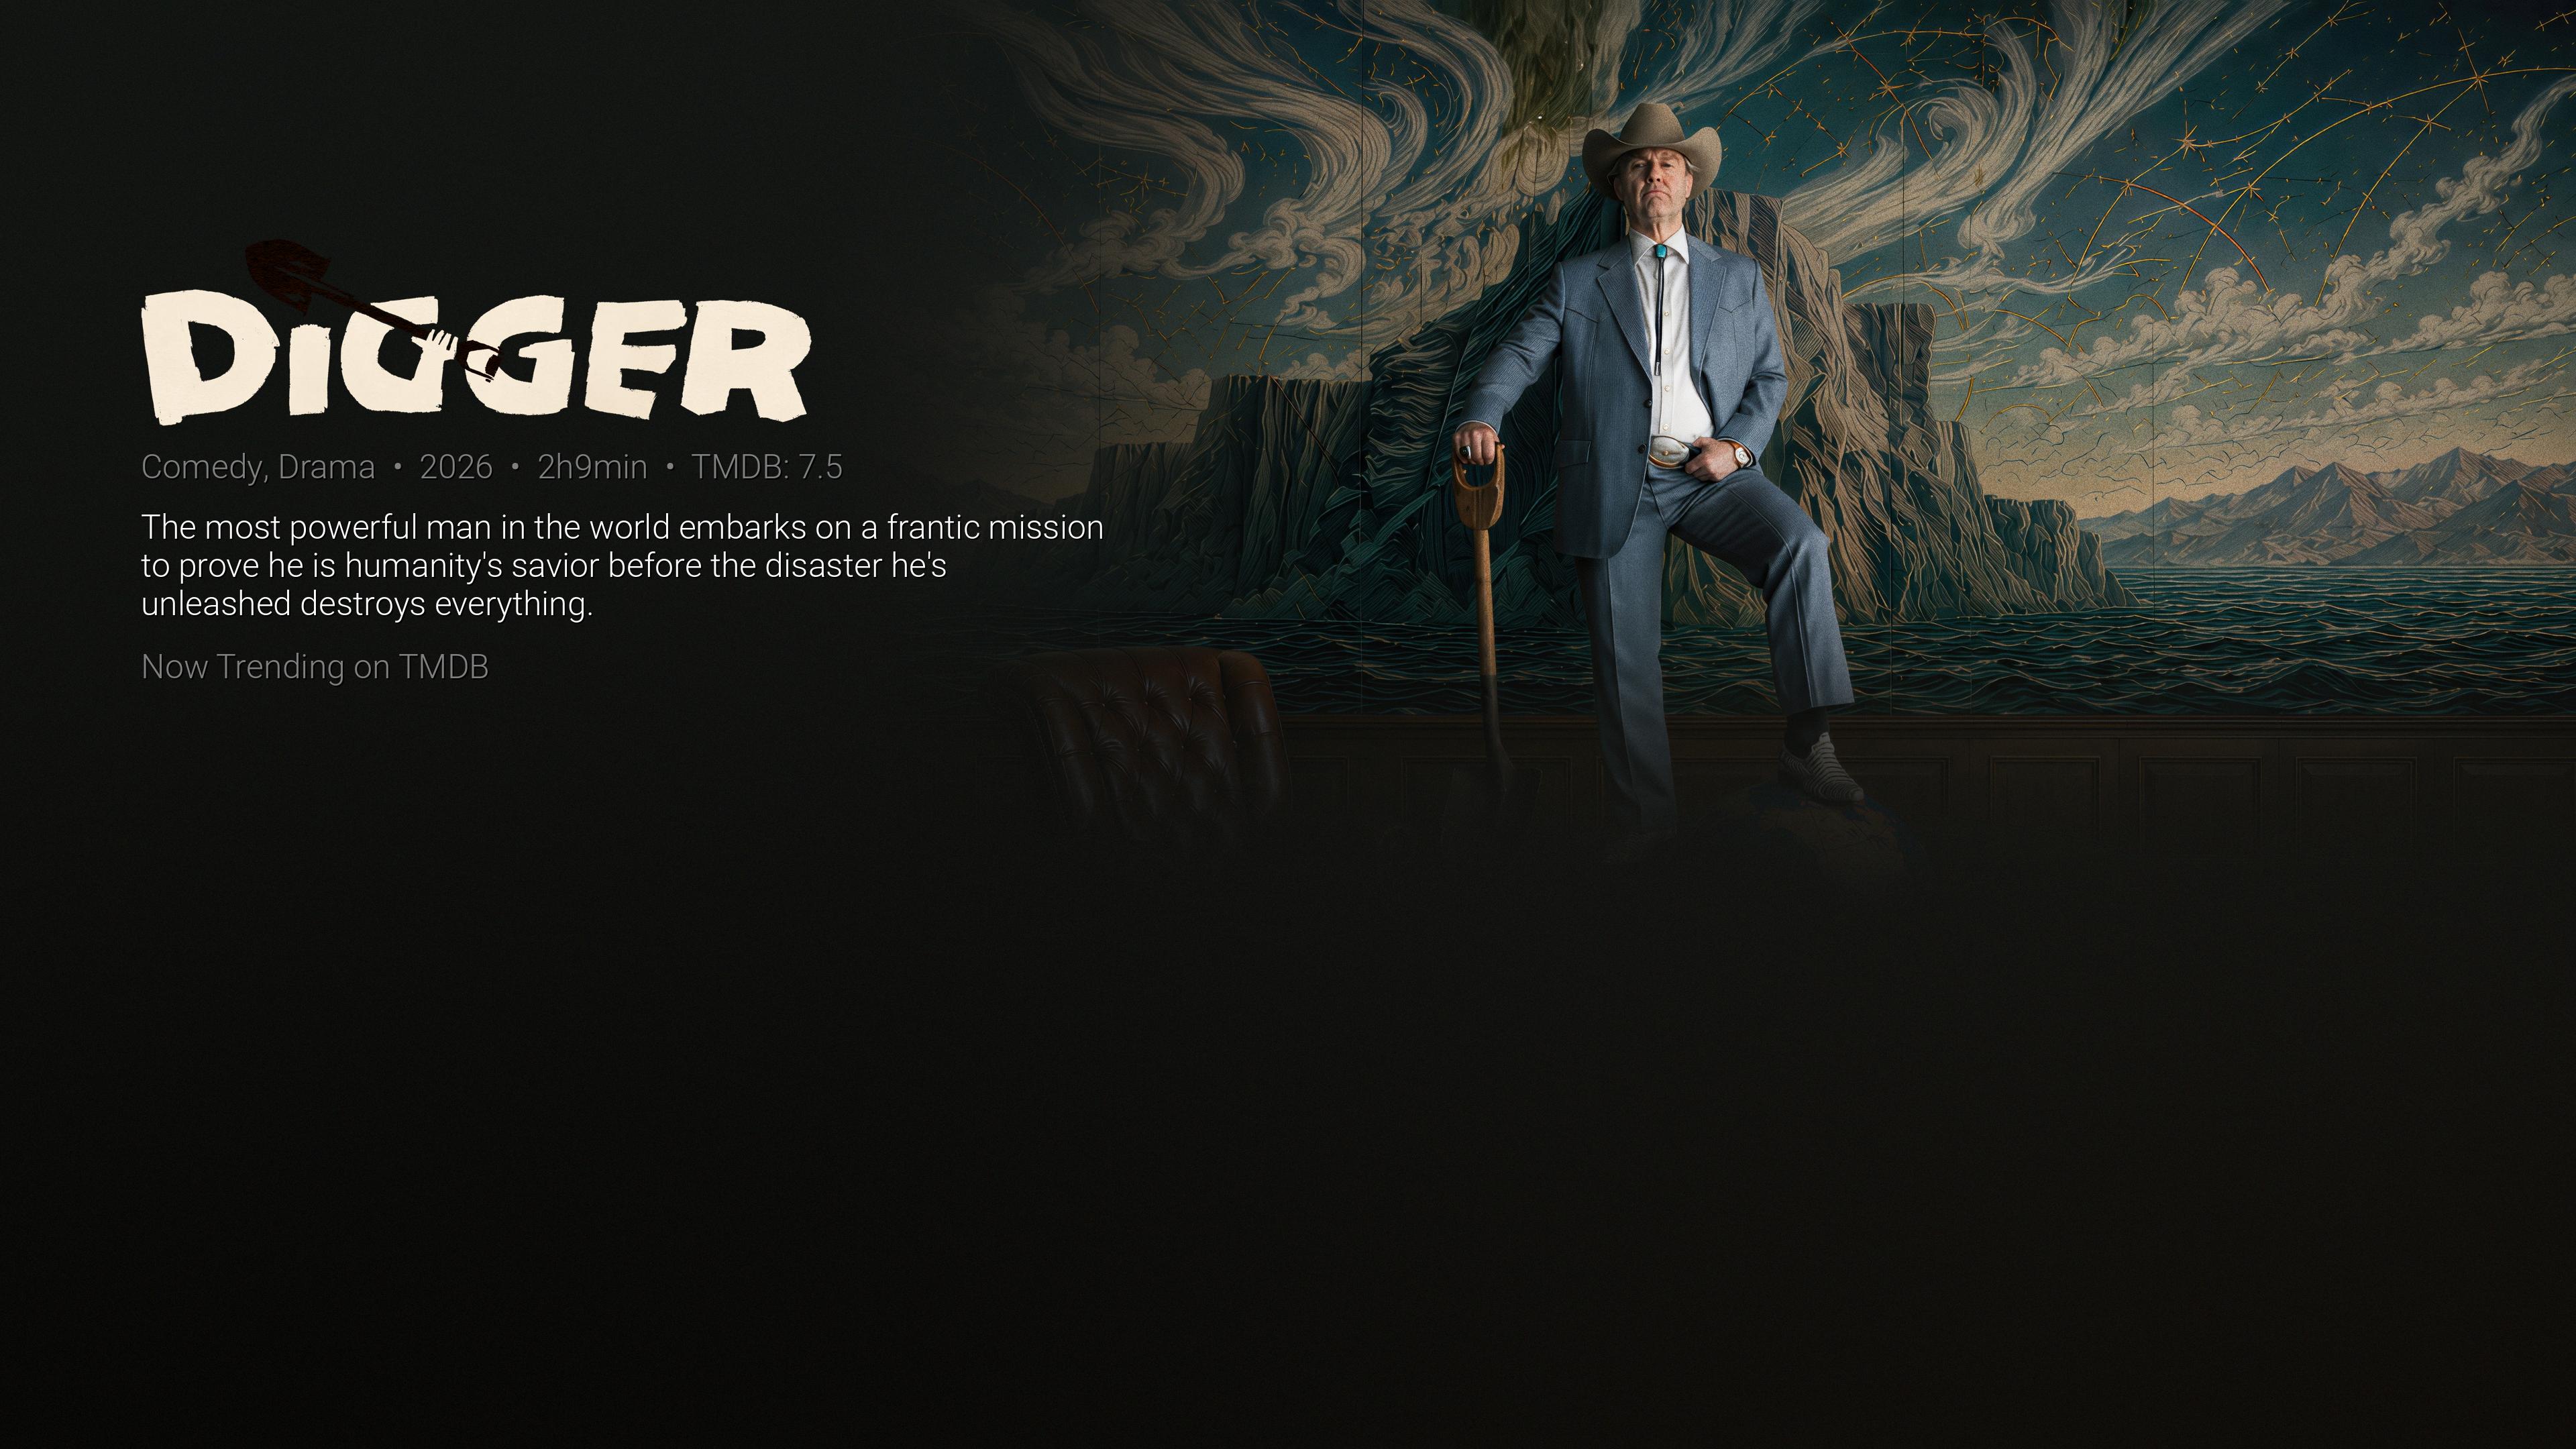 DIGGER
Comedy, Drama • 2026 • 2h9min • TMDB: 7.5
The most powerful man in the world embarks on a frantic mission
to prove he is humanity's savior before the disaster he's
unleashed destroys everything.
Now Trending on TMDB